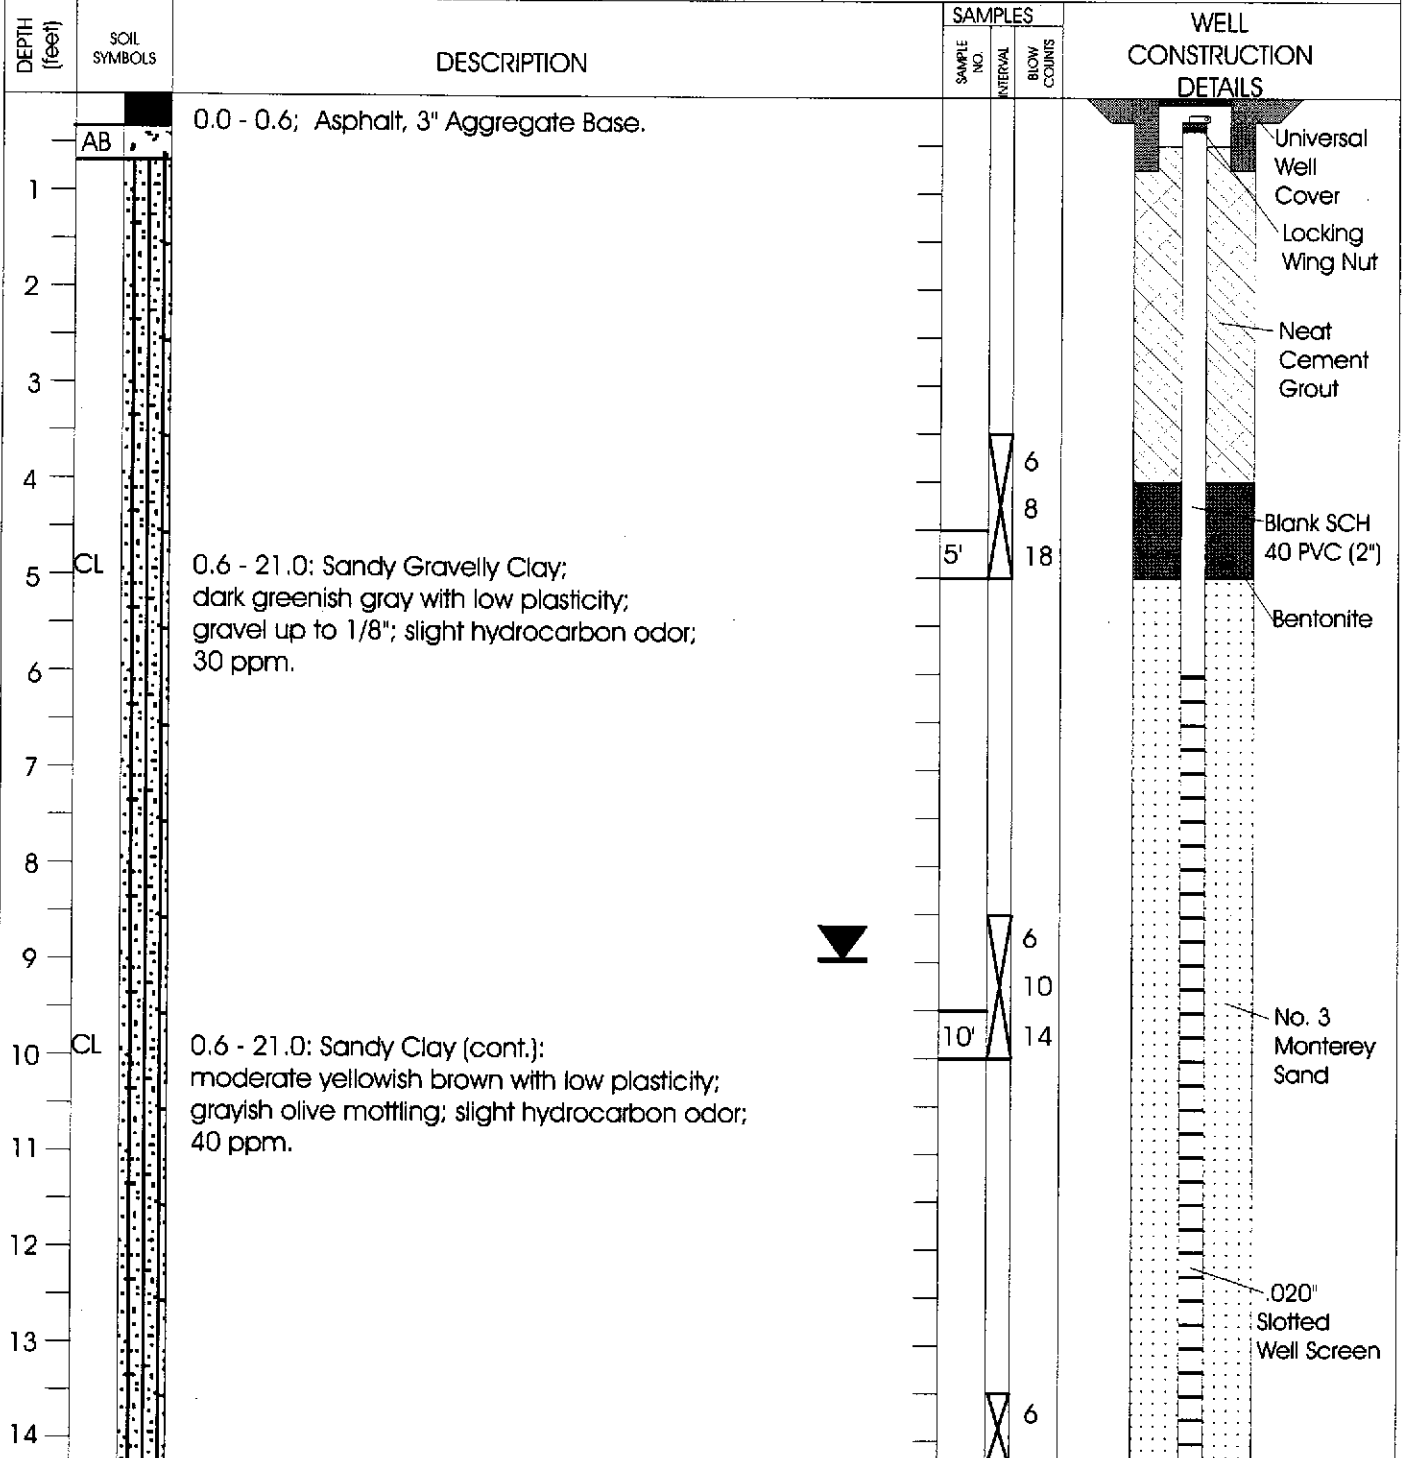 DEPTH
(feet)
SOIL
SYMBOLS
DESCRIPTION
SAMPLES
SAMPLE
NO.
INTERVAL
BLOW
COUNTS
WELL
CONSTRUCTION
DETAILS
0.0 - 0.6; Asphalt, 3" Aggregate Base.
AB
Universal
Well
Cover
1
Locking
Wing Nut
2
Neat
Cement
Grout
3
6
4
8
Blank SCH
40 PVC (2")
CL
0.6 - 21.0: Sandy Gravelly Clay;
dark greenish gray with low plasticity;
gravel up to 1/8"; slight hydrocarbon odor;
30 ppm.
5'
18
5
Bentonite
6
7
8
6
9
10
No. 3
Monterey
Sand
CL
0.6 - 21.0: Sandy Clay (cont.):
moderate yellowish brown with low plasticity;
grayish olive mottling; slight hydrocarbon odor;
40 ppm.
10'
14
10
11
12
.020"
Slotted
Well Screen
13
6
14